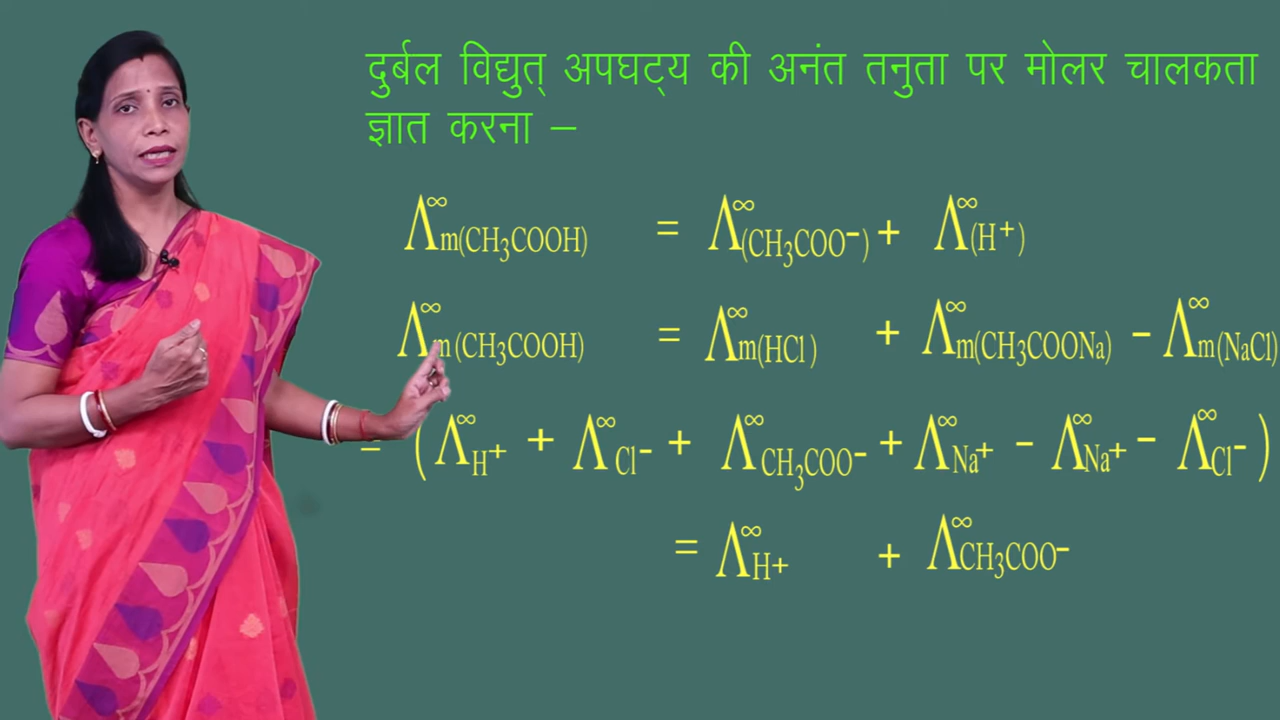 दुर्बल विद्युत् अपघट्य की अनंत तनुता पर मोलर चालकता
ज्ञात करना –
Λ∞m(CH₃COOH) = Λ∞(CH₃COO⁻) + Λ∞(H⁺)
Λ∞m(CH₃COOH) = Λ∞m(HCl) + Λ∞m(CH₃COONa) – Λ∞m(NaCl)
= (Λ∞H⁺ + Λ∞Cl⁻ + Λ∞CH₃COO⁻ + Λ∞Na⁺ – Λ∞Na⁺ – Λ∞Cl⁻)
= Λ∞H⁺ + Λ∞CH₃COO⁻